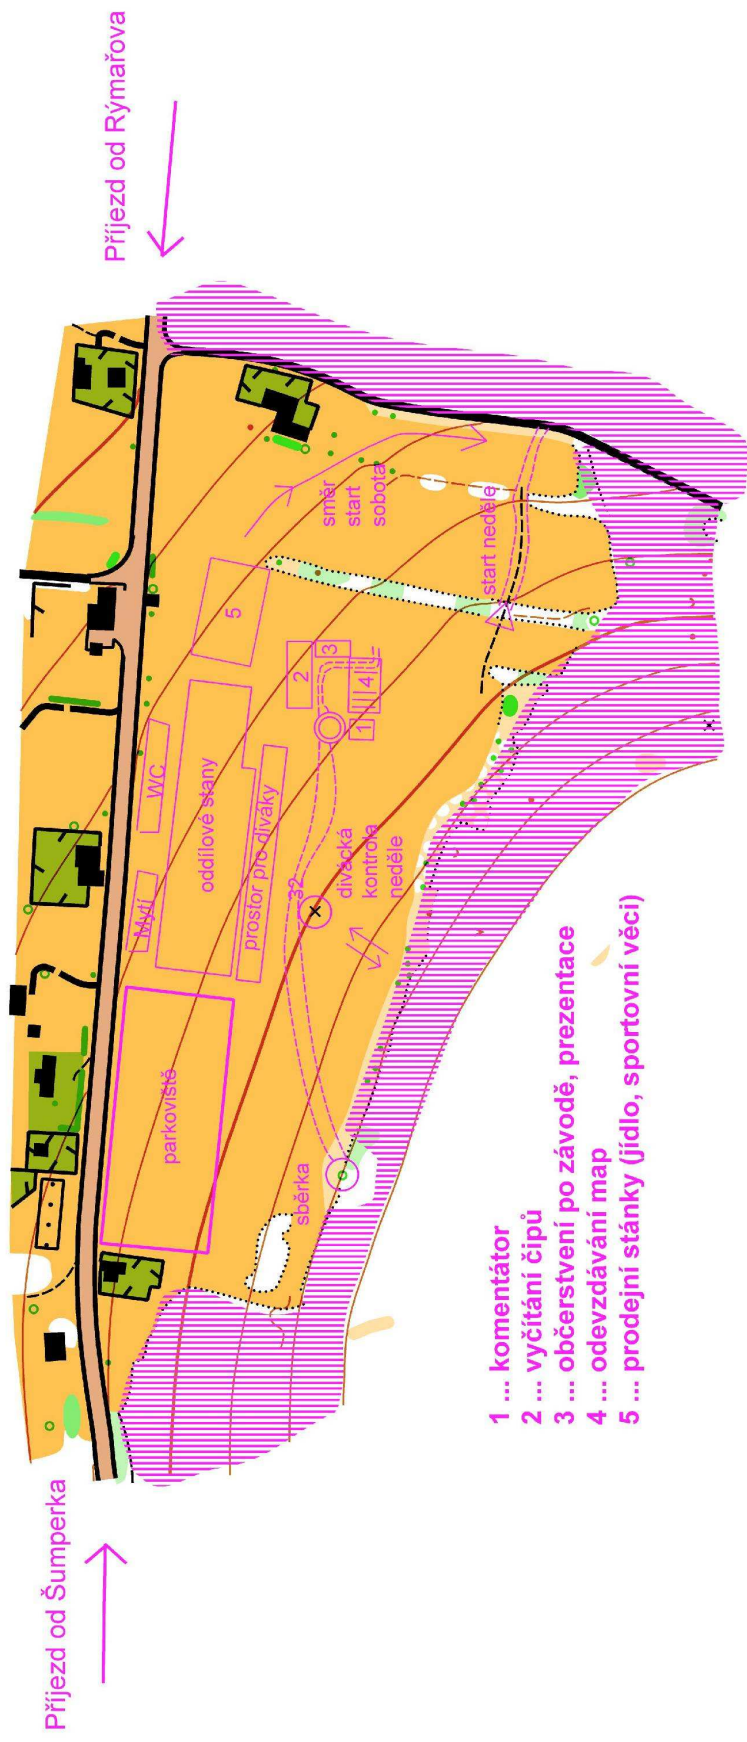 Příjezd od Šumperka
Příjezd od Rýmařova
Mytí
WC
parkoviště
oddílové stany
5
prostor pro diváky
2
3
1
4
32
sběrka
divácká
kontrola
neděle
směr
start
sobota
start neděle
1 ... komentátor
2 ... vyčítání čipů
3 ... občerstvení po závodě, prezentace
4 ... odevzdávání map
5 ... prodejní stánky (jídlo, sportovní věci)